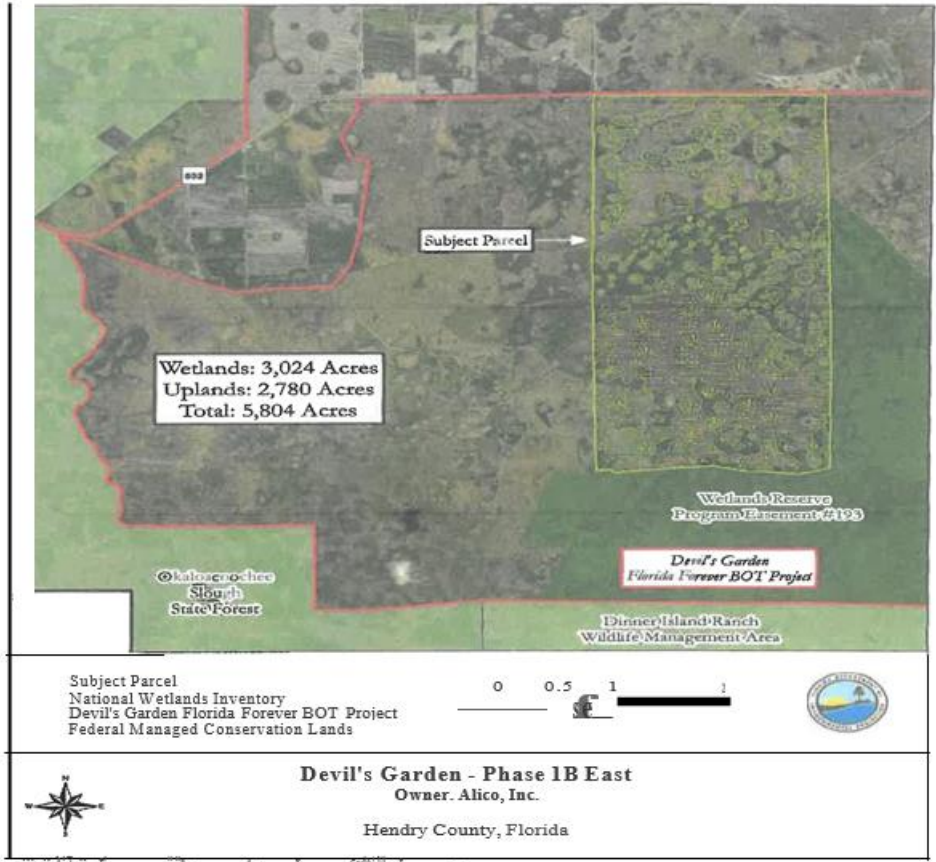 Subject Parcel
Wetlands: 3,024 Acres
Uplands: 2,780 Acres
Total: 5,804 Acres
Wetlands Reserve
Program Easement #193
Devil's Garden
Florida Forever BOT Project
Okaloacoochee
Slough
State Forest
Dinner Island Ranch
Wildlife Management Area
Subject Parcel
National Wetlands Inventory
Devil's Garden Florida Forever BOT Project
Federal Managed Conservation Lands
0 0.5 1 2
Devil's Garden - Phase 1B East
Owner. Alico, Inc.
Hendry County, Florida
N
W E
S